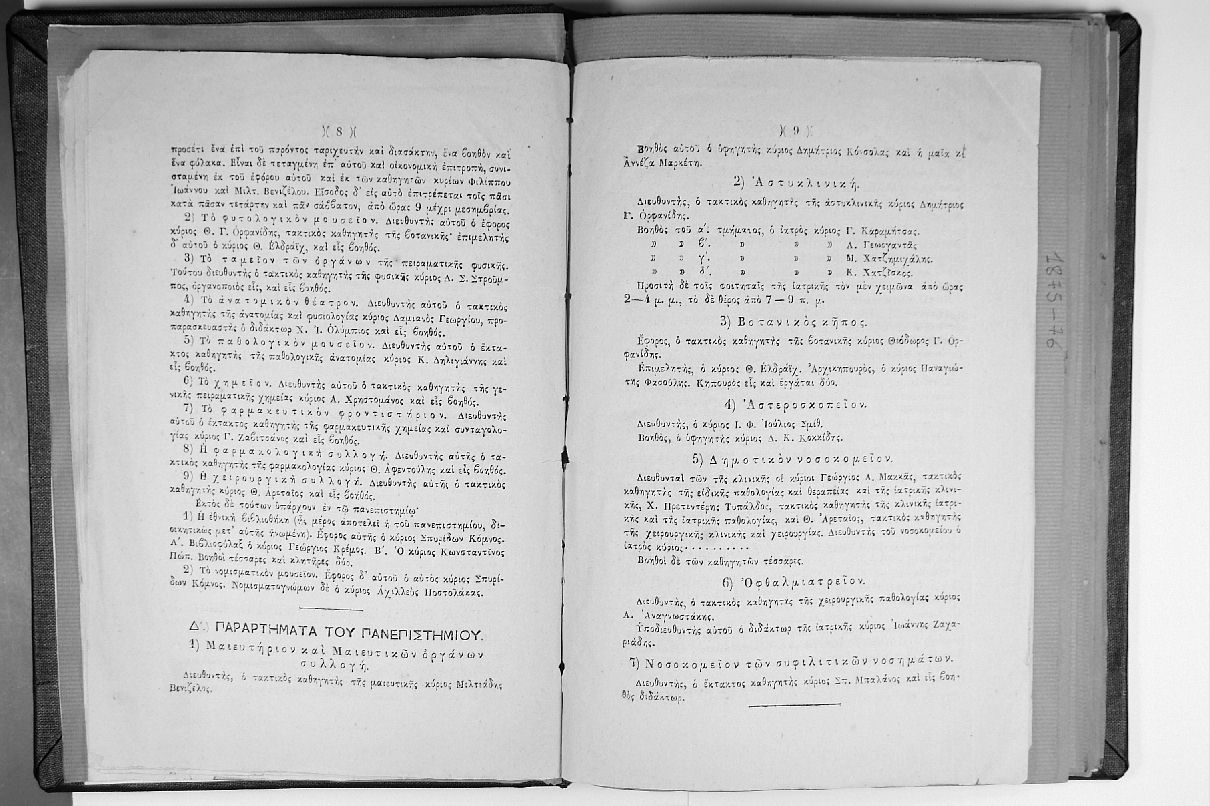 )( 8 )(
προσέτι ἕνα ἐπὶ τοῦ παρόντος ταριχευτὴν καὶ διασάκτην, ἕνα βοηθὸν καὶ
ἕνα φύλακα. Εἶναι δὲ τεταγμένη ἐπ' αὐτοῦ καὶ οἰκονομικὴ ἐπιτροπή, συνι-
σταμένη ἐκ τοῦ ἐφόρου αὐτοῦ καὶ ἐκ τῶν καθηγητῶν κυρίων Φιλίππου
Ἰωάννου καὶ Μιλτ. Βενιζέλου. Εἴσοδος δ' εἰς αὐτὸ ἐπιτρέπεται τοῖς πᾶσι
κατὰ πᾶσαν τετάρτην καὶ πᾶν σάββατον, ἀπὸ ὥρας 9 μέχρι μεσημβρίας.
2) Τὸ φυτολογικὸν μουσεῖον. Διευθυντὴς αὐτοῦ ὁ ἔφορος
κύριος Θ. Γ. Ὀρφανίδης, τακτικὸς καθηγητὴς τῆς βοτανικῆς· ἐπιμελητὴς
δ' αὐτοῦ ὁ κύριος Θ. Ἑλδράϊχ, καὶ εἷς βοηθός.
3) Τὸ ταμεῖον τῶν ὀργάνων τῆς πειραματικῆς φυσικῆς.
Τούτου διευθυντὴς ὁ τακτικὸς καθηγητὴς τῆς φυσικῆς κύριος Δ. Σ. Στρούμ-
πος, ὀργανοποιὸς εἷς, καὶ εἷς βοηθός.
4) Τὸ ἀνατομικὸν θέατρον. Διευθυντὴς αὐτοῦ ὁ τακτικὸς
καθηγητὴς τῆς ἀνατομίας καὶ φυσιολογίας κύριος Δαμιανὸς Γεωργίου, προ-
παρασκευαστὴς ὁ διδάκτωρ Χ. Ἰ. Ὀλύμπιος καὶ εἷς βοηθός.
5) Τὸ παθολογικὸν μουσεῖον. Διευθυντὴς αὐτοῦ ὁ ἔκτα-
κτος καθηγητὴς τῆς παθολογικῆς ἀνατομίας κύριος Κ. Δηλιγιάννης καὶ
εἷς βοηθός.
6) Τὸ χημεῖον. Διευθυντὴς αὐτοῦ ὁ τακτικὸς καθηγητὴς τῆς γε-
νικῆς πειραματικῆς χημείας κύριος Α. Χρηστομάνος καὶ εἷς βοηθός.
7) Τὸ φαρμακευτικὸν φροντιστήριον. Διευθυντὴς
αὐτοῦ ὁ ἔκτακτος καθηγητὴς τῆς φαρμακευτικῆς χημείας καὶ συνταγολο-
γίας κύριος Γ. Ζαβιτσάνος καὶ εἷς βοηθός.
8) Ἡ φαρμακολογικὴ συλλογή. Διευθυντὴς αὐτῆς ὁ τα-
κτικὸς καθηγητὴς τῆς φαρμακολογίας κύριος Θ. Ἀφεντούλης καὶ εἷς βοηθός.
9) Ἡ χειρουργικὴ συλλογή. Διευθυντὴς αὐτῆς ὁ τακτικὸς
καθηγητὴς κύριος Θ. Ἀρεταῖος καὶ εἷς βοηθός.
Ἐκτὸς δὲ τούτων ὑπάρχουν ἐν τῷ πανεπιστημίῳ·
1) Ἡ ἐθνικὴ βιβλιοθήκη (ἧς μέρος ἀποτελεῖ ἡ τοῦ πανεπιστημίου, δι-
οικητικῶς μετ' αὐτῆς ἡνωμένη). Ἔφορος αὐτῆς ὁ κύριος Σπυρίδων Κόμνος.
Α'. Βιβλιοφύλαξ ὁ κύριος Γεώργιος Κρέμος. Β'. Ὁ κύριος Κωνσταντῖνος
Πώπ. Βοηθοὶ τέσσαρες καὶ κλητῆρες δύο.
2) Τὸ νομισματικὸν μουσεῖον. Ἔφορος δ' αὐτοῦ ὁ αὐτὸς κύριος Σπυρί-
δων Κόμνος. Νομισματογνώμων δὲ ὁ κύριος Ἀχιλλεὺς Ποστολάκας.
Δ'.) ΠΑΡΑΡΤΗΜΑΤΑ ΤΟΥ ΠΑΝΕΠΙΣΤΗΜΙΟΥ.
1) Μαιευτήριον καὶ Μαιευτικῶν ὀργάνων
συλλογή.
Διευθυντής, ὁ τακτικὸς καθηγητὴς τῆς μαιευτικῆς κύριος Μιλτιάδης
Βενιζέλος.
)( 9 )(
Βοηθὸς αὐτοῦ ὁ ὑφηγητὴς κύριος Δημήτριος Κόνσολας καὶ ἡ μαῖα κ.
Ἀννέζα Μαρκέτη.
2) Ἀστυκλινική.
Διευθυντής, ὁ τακτικὸς καθηγητὴς τῆς ἀστυκλινικῆς κύριος Δημήτριος
Γ. Ὀρφανίδης.
Βοηθὸς τοῦ α'. τμήματος, ὁ ἰατρὸς κύριος Γ. Καραμήτσας.
» » β'. » » » Α. Γεωργαντᾶς
» » γ'. » » » Μ. Χατζημιχάλης.
» » δ'. » » » Κ. Χατζίσκος.
Προσιτὴ δὲ τοῖς φοιτηταῖς τῆς ἰατρικῆς τὸν μὲν χειμῶνα ἀπὸ ὥρας
2—4 μ. μ., τὸ δὲ θέρος ἀπὸ 7—9 π. μ.
3) Βοτανικὸς κῆπος.
Ἔφορος, ὁ τακτικὸς καθηγητὴς τῆς βοτανικῆς κύριος Θεόδωρος Γ. Ὀρ-
φανίδης.
Ἐπιμελητής, ὁ κύριος Θ. Ἑλδράϊχ. Ἀρχικηπουρός, ὁ κύριος Παναγιώ-
της Φασούλης. Κηπουρὸς εἷς καὶ ἐργάται δύο.
4) Ἀστεροσκοπεῖον.
Διευθυντής, ὁ κύριος Ι. Φ. Ἰούλιος Σμίθ.
Βοηθός, ὁ ὑφηγητὴς κύριος Δ. Κ. Κοκκίδης.
5) Δημοτικὸν νοσοκομεῖον.
Διευθυνταὶ τῶν τῆς κλινικῆς οἱ κύριοι Γεώργιος Α. Μακκᾶς, τακτικὸς
καθηγητὴς τῆς εἰδικῆς παθολογίας καὶ θεραπείας καὶ τῆς ἰατρικῆς κλινι-
κῆς, Χ. Πρετεντέρης Τυπάλδος, τακτικὸς καθηγητὴς τῆς κλινικῆς ἰατρι-
κῆς καὶ τῆς ἰατρικῆς παθολογίας, καὶ Θ. Ἀρεταῖος, τακτικὸς καθηγητὴς
τῆς χειρουργικῆς κλινικῆς καὶ χειρουργίας. Διευθυντὴς τοῦ νοσοκομείου ὁ
ἰατρὸς κύριος··········
Βοηθοὶ δὲ τῶν καθηγητῶν τέσσαρες.
6) Ὀφθαλμιατρεῖον.
Διευθυντής, ὁ τακτικὸς καθηγητὴς τῆς χειρουργικῆς παθολογίας κύριος
Α. Ἀναγνωστάκης.
Ὑποδιευθυντὴς αὐτοῦ ὁ διδάκτωρ τῆς ἰατρικῆς κύριος Ἰωάννης Ζαχα-
ριάδης.
7) Νοσοκομεῖον τῶν συφιλιτικῶν νοσημάτων.
Διευθυντής, ὁ ἔκτακτος καθηγητὴς κύριος Σπ. Μπαλάνος καὶ εἷς βοη-
θὸς διδάκτωρ.
1875-76